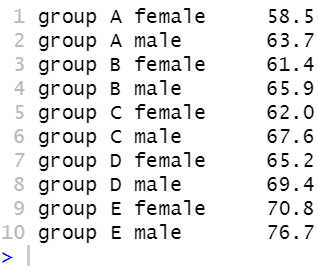 1 group A female 58.5
2 group A male 63.7
3 group B female 61.4
4 group B male 65.9
5 group C female 62.0
6 group C male 67.6
7 group D female 65.2
8 group D male 69.4
9 group E female 70.8
10 group E male 76.7
>